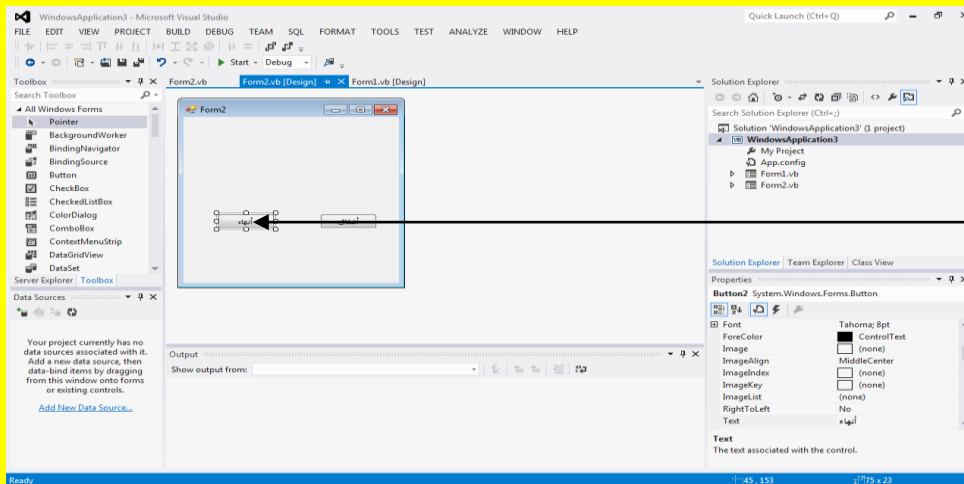 WindowsApplication3 - Microsoft Visual Studio
Quick Launch (Ctrl+Q)
FILE EDIT VIEW PROJECT BUILD DEBUG TEAM SQL FORMAT TOOLS TEST ANALYZE WINDOW HELP
Start - Debug
Toolbox
Search Toolbox
All Windows Forms
Pointer
BackgroundWorker
BindingNavigator
BindingSource
Button
CheckBox
CheckedListBox
ColorDialog
ComboBox
ContextMenuStrip
DataGridView
DataSet
Server Explorer Toolbox
Data Sources
Your project currently has no
data sources associated with it.
Add a new data source, then
data-bind items by dragging
from this window onto forms
or existing controls.
Add New Data Source...
Form2.vb Form2.vb [Design] Form1.vb [Design]
Form2
أنهاء
Output
Show output from:
Solution Explorer
Search Solution Explorer (Ctrl+;)
Solution 'WindowsApplication3' (1 project)
WindowsApplication3
My Project
App.config
Form1.vb
Form2.vb
Solution Explorer Team Explorer Class View
Properties
Button2 System.Windows.Forms.Button
Font Tahoma; 8pt
ForeColor ControlText
Image (none)
ImageAlign MiddleCenter
ImageIndex (none)
ImageKey (none)
ImageList (none)
RightToLeft No
Text أنهاء
Text
The text associated with the control.
Ready 45 , 153 75 x 23